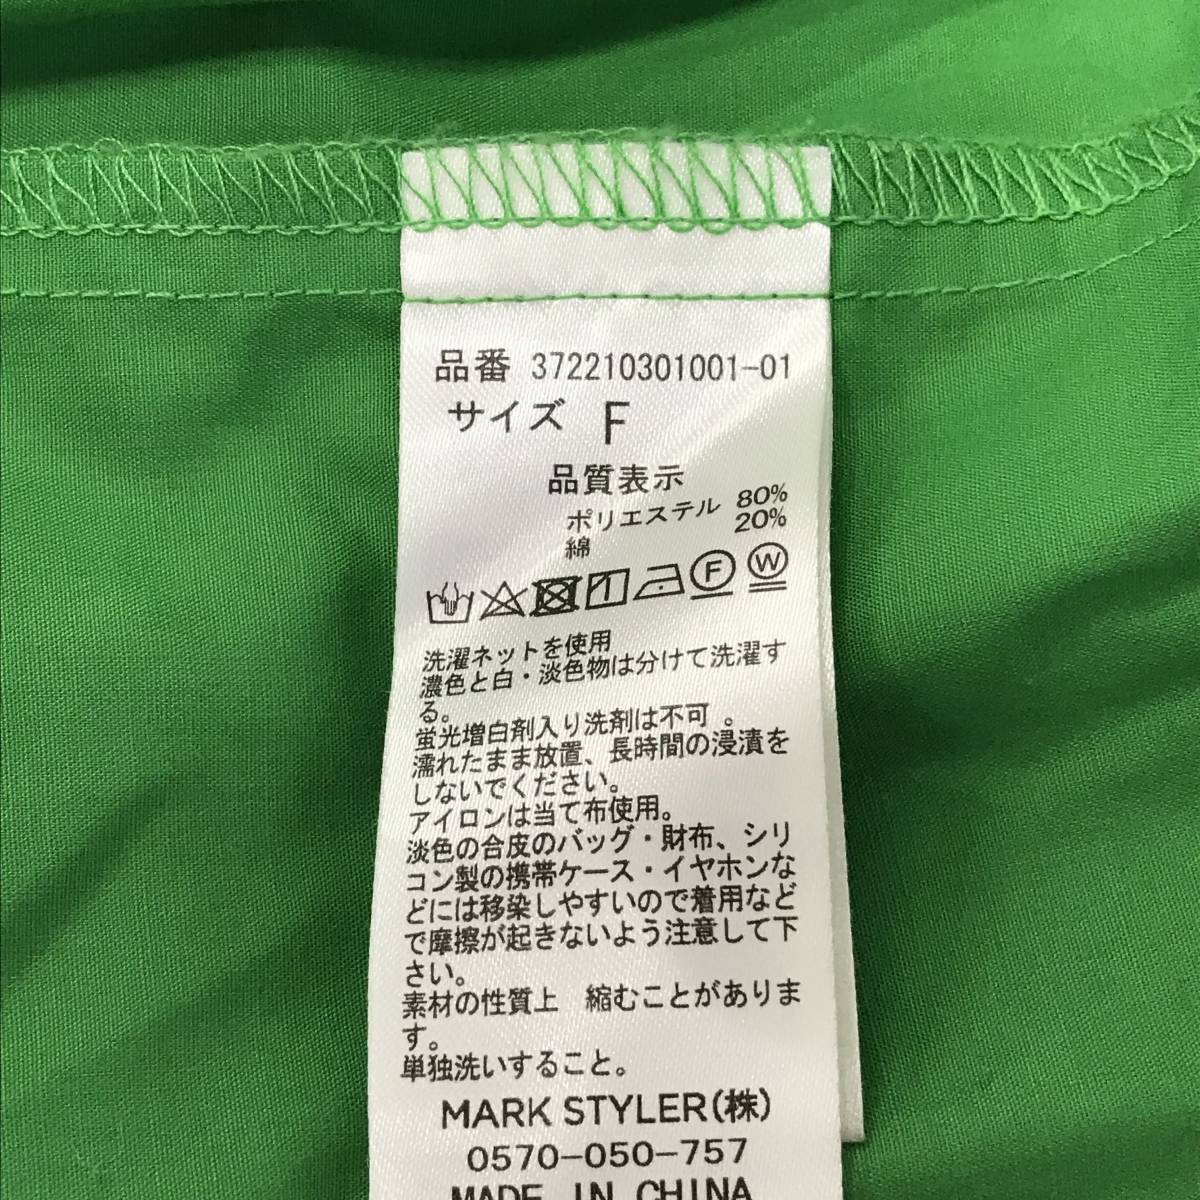 品番 372210301001-01
サイズ F
品質表示
ポリエステル 80%
綿 20%
F W
洗濯ネットを使用
濃色と白・淡色物は分けて洗濯す
る。
蛍光増白剤入り洗剤は不可 。
濡れたまま放置、長時間の浸漬を
しないでください。
アイロンは当て布使用。
淡色の合皮のバッグ・財布、シリ
コン製の携帯ケース・イヤホンな
どには移染しやすいので着用など
で摩擦が起きないよう注意して下
さい。
素材の性質上 縮むことがありま
す。
単独洗いすること。
MARK STYLER(株)
0570-050-757
MADE IN CHINA